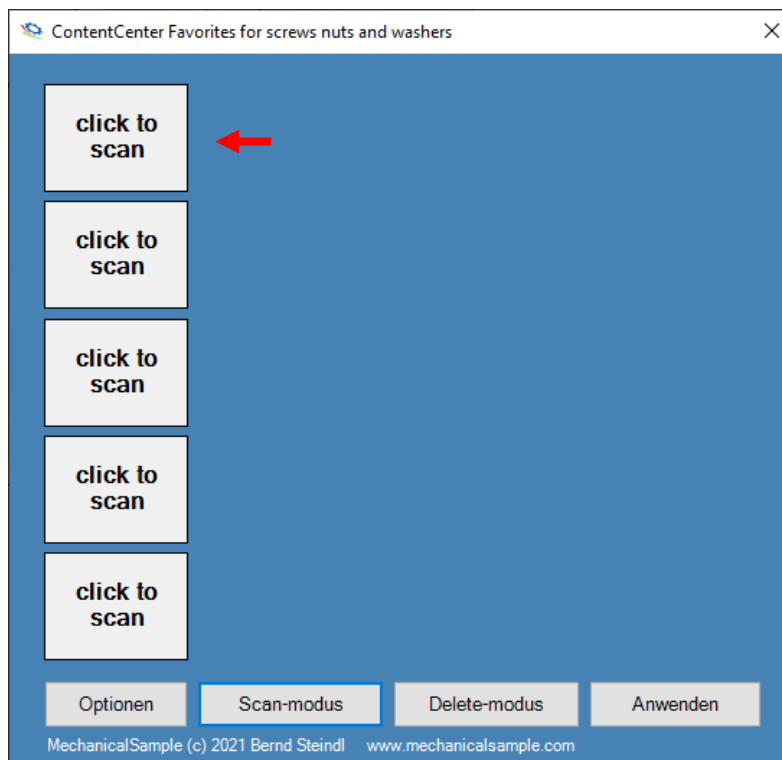 ContentCenter Favorites for screws nuts and washers
click to
scan
click to
scan
click to
scan
click to
scan
click to
scan
Optionen Scan-modus Delete-modus Anwenden
MechanicalSample (c) 2021 Bernd Steindl www.mechanicalsample.com